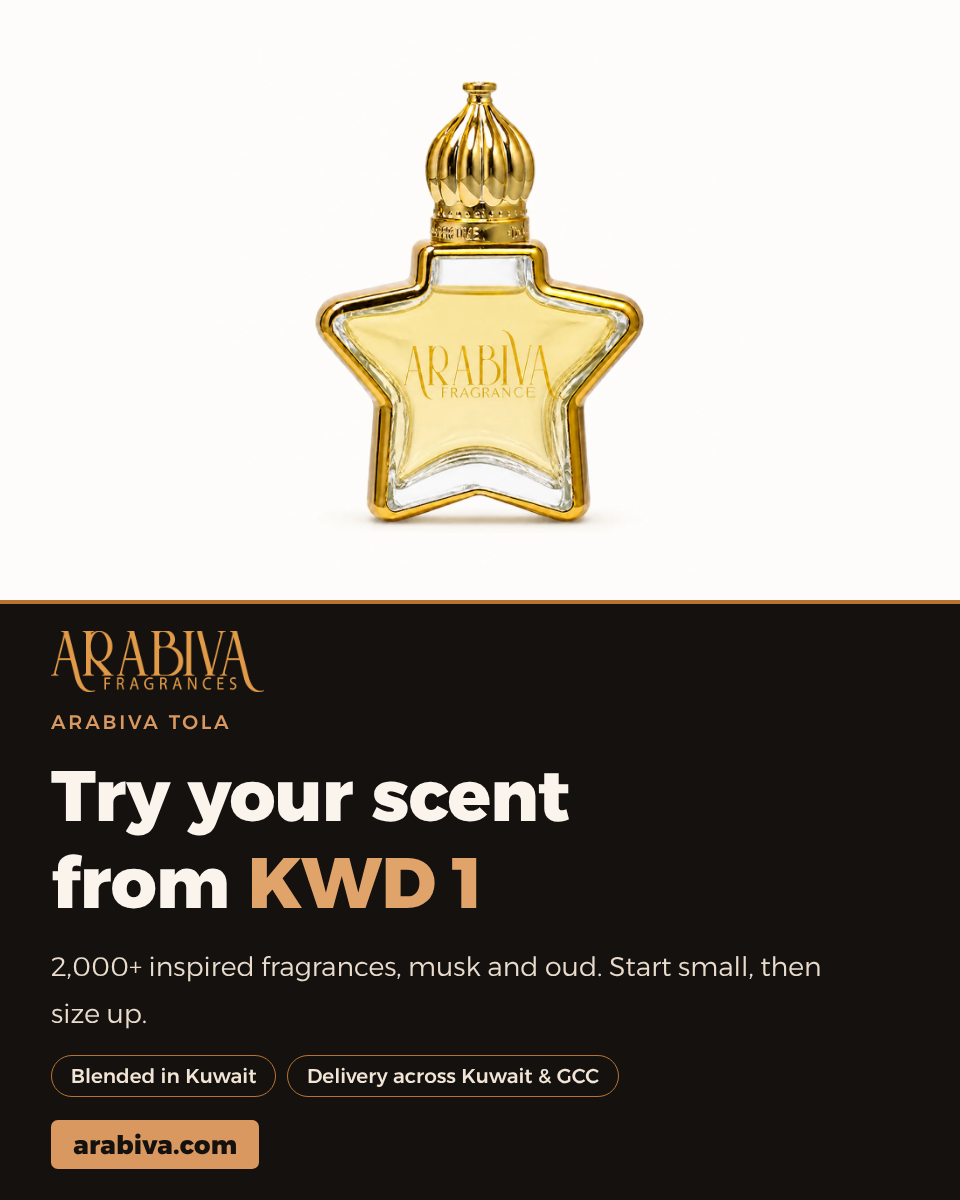 ARABIVA
FRAGRANCE
ARABIVA
FRAGRANCES
ARABIVA TOLA
Try your scent
from KWD 1
2,000+ inspired fragrances, musk and oud. Start small, then
size up.
Blended in Kuwait
Delivery across Kuwait & GCC
arabiva.com